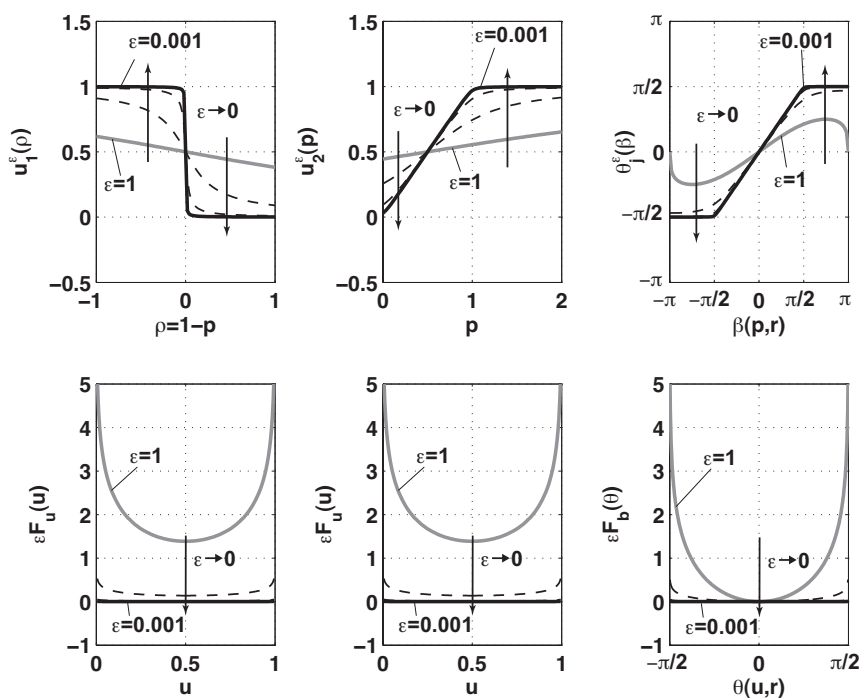 ε=0.001
ε→0
ε=1
u₁^ε(ρ)
1.5
1
0.5
0
−0.5
−1
0
1
ρ=1−p
ε=0.001
ε→0
ε=1
u₂^ε(p)
1.5
1
0.5
0
−0.5
0
1
2
p
ε=0.001
ε→0
ε=1
θⱼ^ε(β)
π
π/2
0
−π/2
−π
−π
−π/2
0
π/2
π
β(p,r)
ε=1
ε→0
ε=0.001
εFᵤ(u)
5
4
3
2
1
0
−1
0
0.5
1
u
ε=1
ε→0
ε=0.001
εFᵤ(u)
5
4
3
2
1
0
−1
0
0.5
1
u
ε=1
ε→0
ε=0.001
εF_b(θ)
5
4
3
2
1
0
−1
−π/2
0
π/2
θ(u,r)